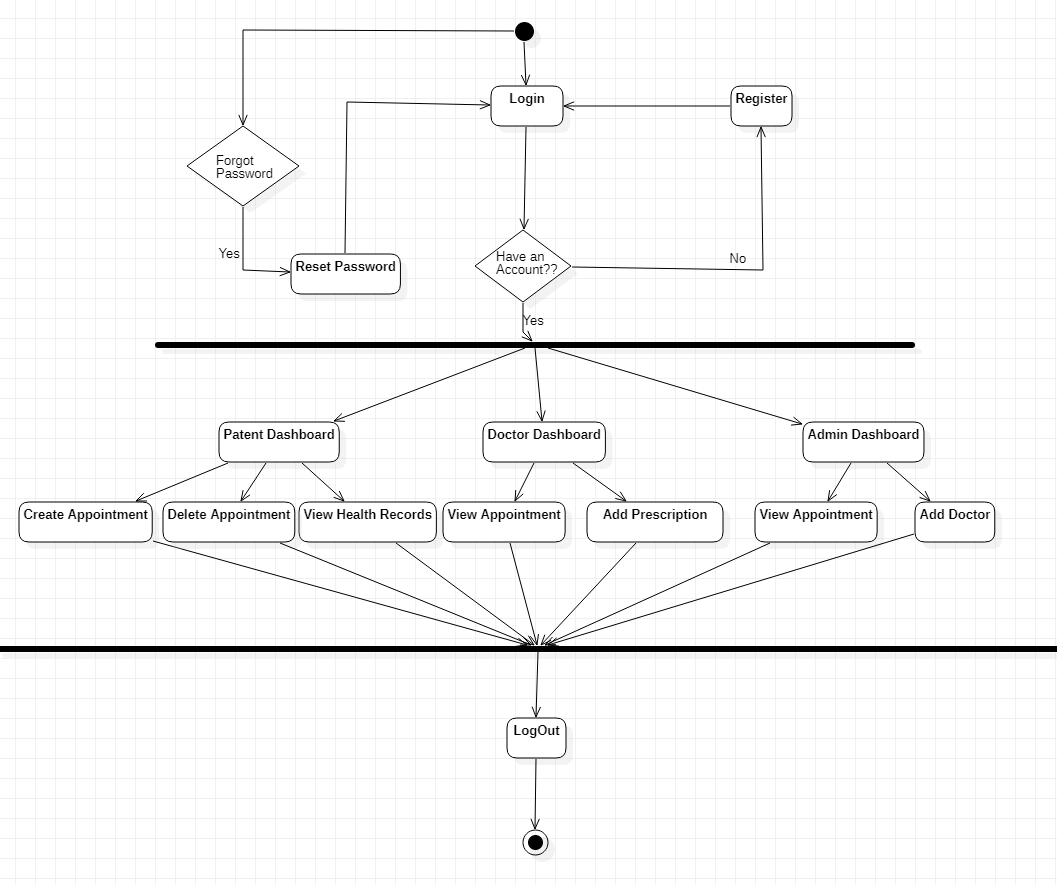 Login
Register
Forgot
Password
Yes
Reset Password
Have an
Account??
No
Yes
Patent Dashboard
Doctor Dashboard
Admin Dashboard
Create Appointment
Delete Appointment
View Health Records
View Appointment
Add Prescription
View Appointment
Add Doctor
LogOut